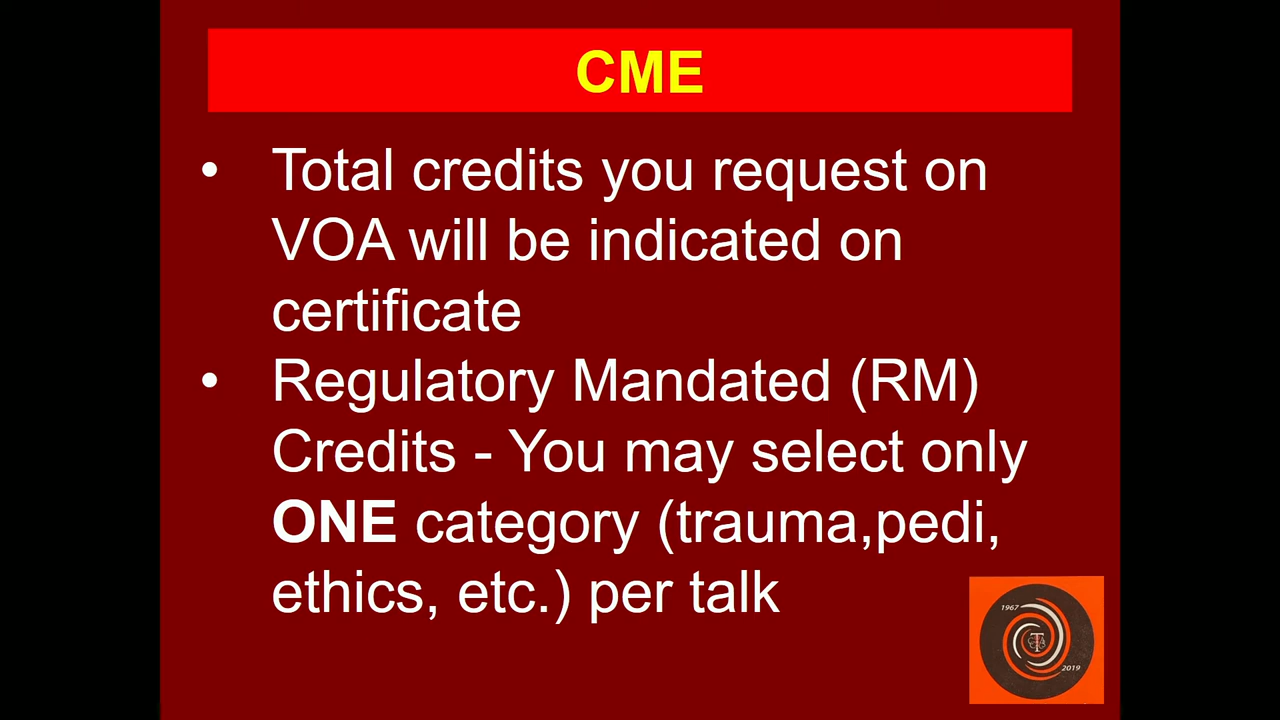 CME
• Total credits you request on
VOA will be indicated on
certificate
• Regulatory Mandated (RM)
Credits - You may select only
ONE category (trauma,pedi,
ethics, etc.) per talk
1967
2019